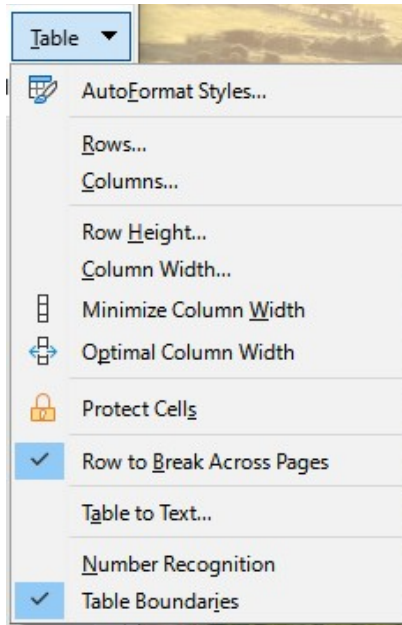 Table
AutoFormat Styles...
Rows...
Columns...
Row Height...
Column Width...
Minimize Column Width
Optimal Column Width
Protect Cells
Row to Break Across Pages
Table to Text...
Number Recognition
Table Boundaries